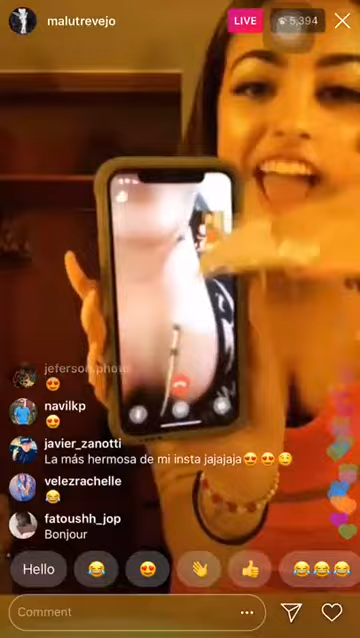 malutrevejo
LIVE
5,394
jeferson.photo
😍
navilkp
😍
javier_zanotti
La más hermosa de mi insta jajajaja😍😍😊
velezrachelle
😂
fatoushh_jop
Bonjour
Hello 😂 😍 👋 👍 😂😂😂
Comment